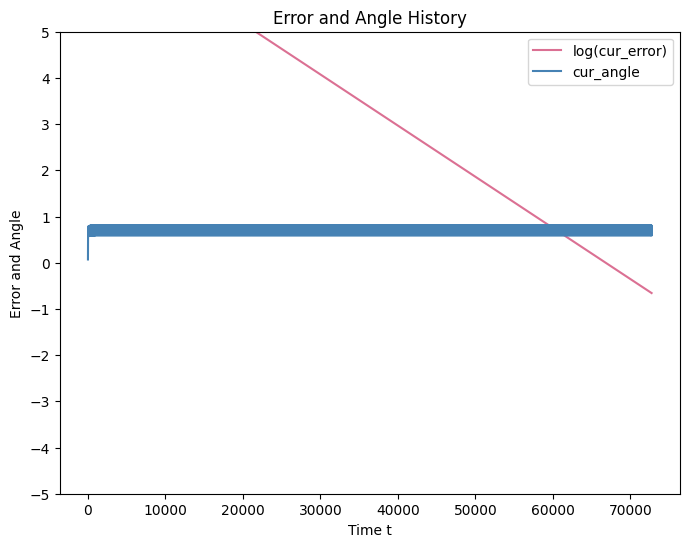 Error and Angle History
log(cur_error)
cur_angle
Error and Angle
5
4
3
2
1
0
−1
−2
−3
−4
−5
0 10000 20000 30000 40000 50000 60000 70000
Time t